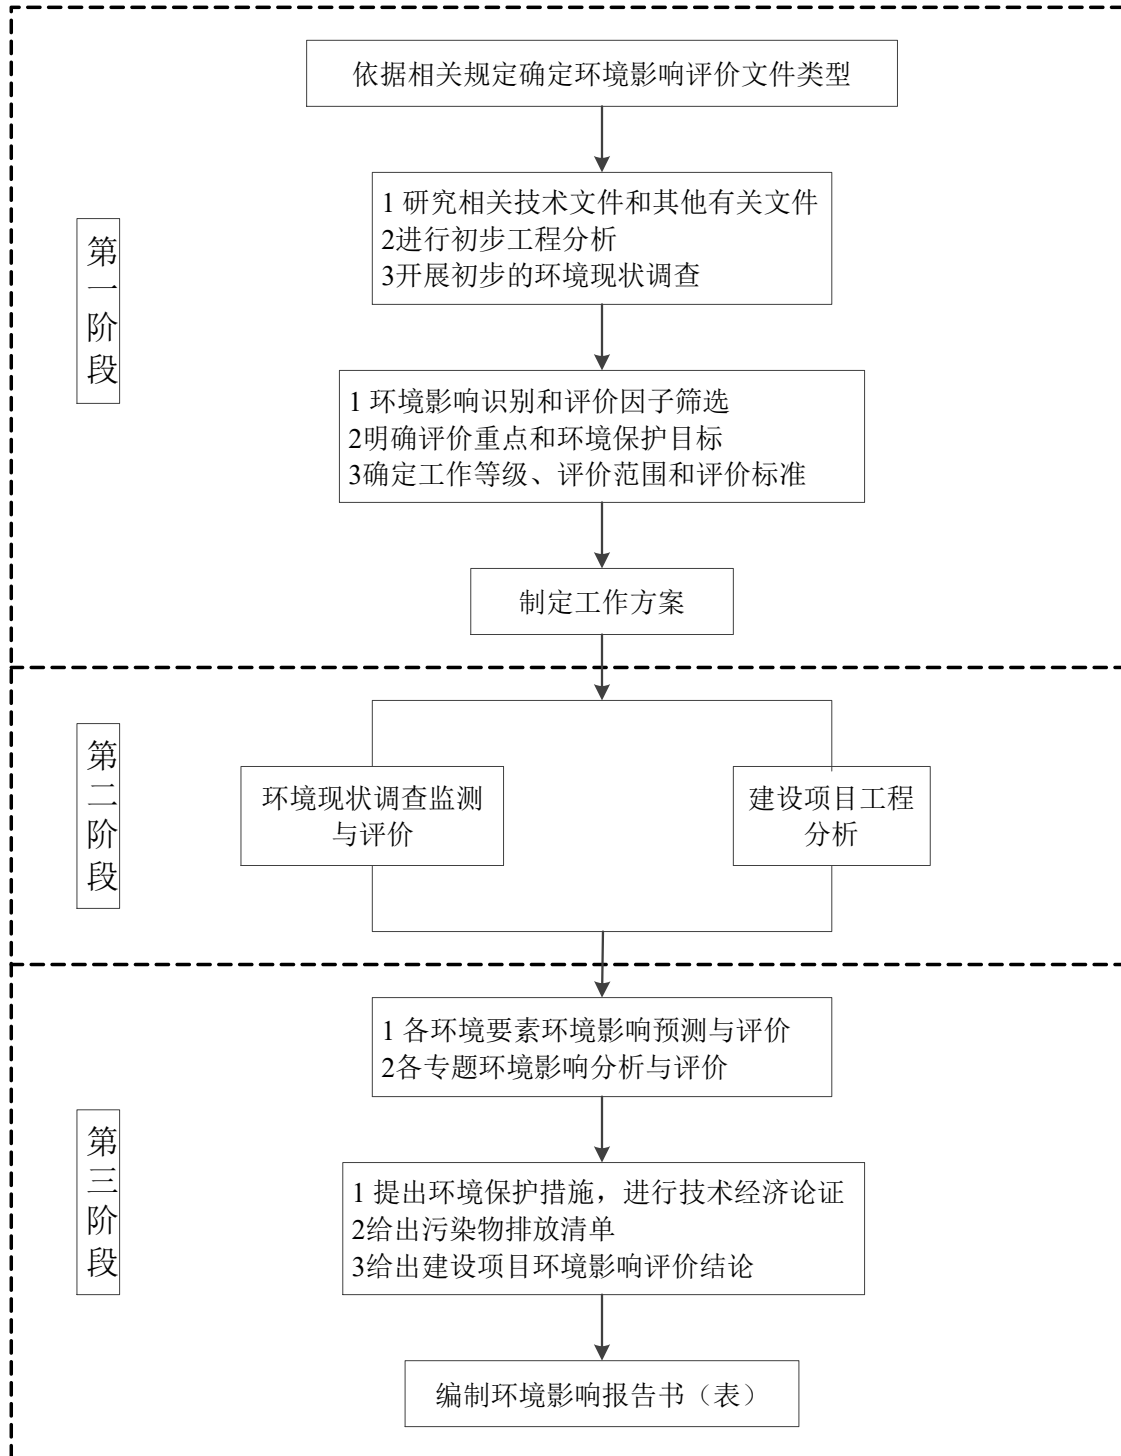 依据相关规定确定环境影响评价文件类型
1 研究相关技术文件和其他有关文件
2进行初步工程分析
3开展初步的环境现状调查
第一阶段
1 环境影响识别和评价因子筛选
2明确评价重点和环境保护目标
3确定工作等级、评价范围和评价标准
制定工作方案
第二阶段
环境现状调查监测
与评价
建设项目工程
分析
1 各环境要素环境影响预测与评价
2各专题环境影响分析与评价
第三阶段
1 提出环境保护措施，进行技术经济论证
2给出污染物排放清单
3给出建设项目环境影响评价结论
编制环境影响报告书（表）